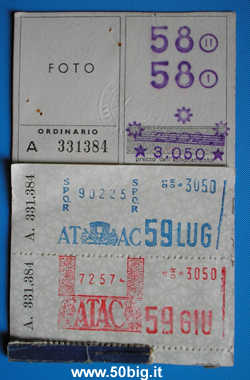 FOTO
58 II
58 I
ORDINARIO
A 331384
★ 3.050 ★
A. 331.384
SPQR 90225 3050
ATAC 59 LUG
A. 331.384
7257 3050
ATAC 59 GIU
www.50big.it